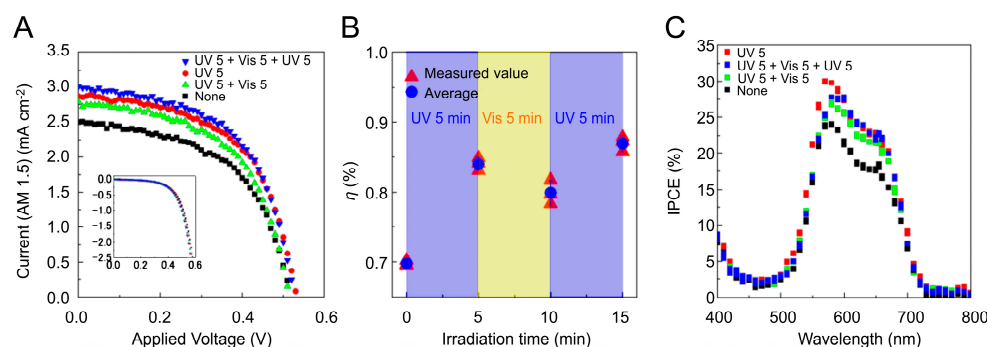 A
Current (AM 1.5) (mA cm-2)
3.5
3.0
2.5
2.0
1.5
1.0
0.5
0.0
UV 5 + Vis 5 + UV 5
UV 5
UV 5 + Vis 5
None
0.0
−0.5
−1.0
−1.5
−2.0
−2.5
0.0 0.2 0.4 0.6
0.0 0.2 0.4 0.6
Applied Voltage (V)
B
η (%)
1.0
0.9
0.8
0.7
Measured value
Average
UV 5 min Vis 5 min UV 5 min
0 5 10 15
Irradiation time (min)
C
IPCE (%)
35
30
25
20
15
10
5
0
UV 5
UV 5 + Vis 5 + UV 5
UV 5 + Vis 5
None
400 500 600 700 800
Wavelength (nm)